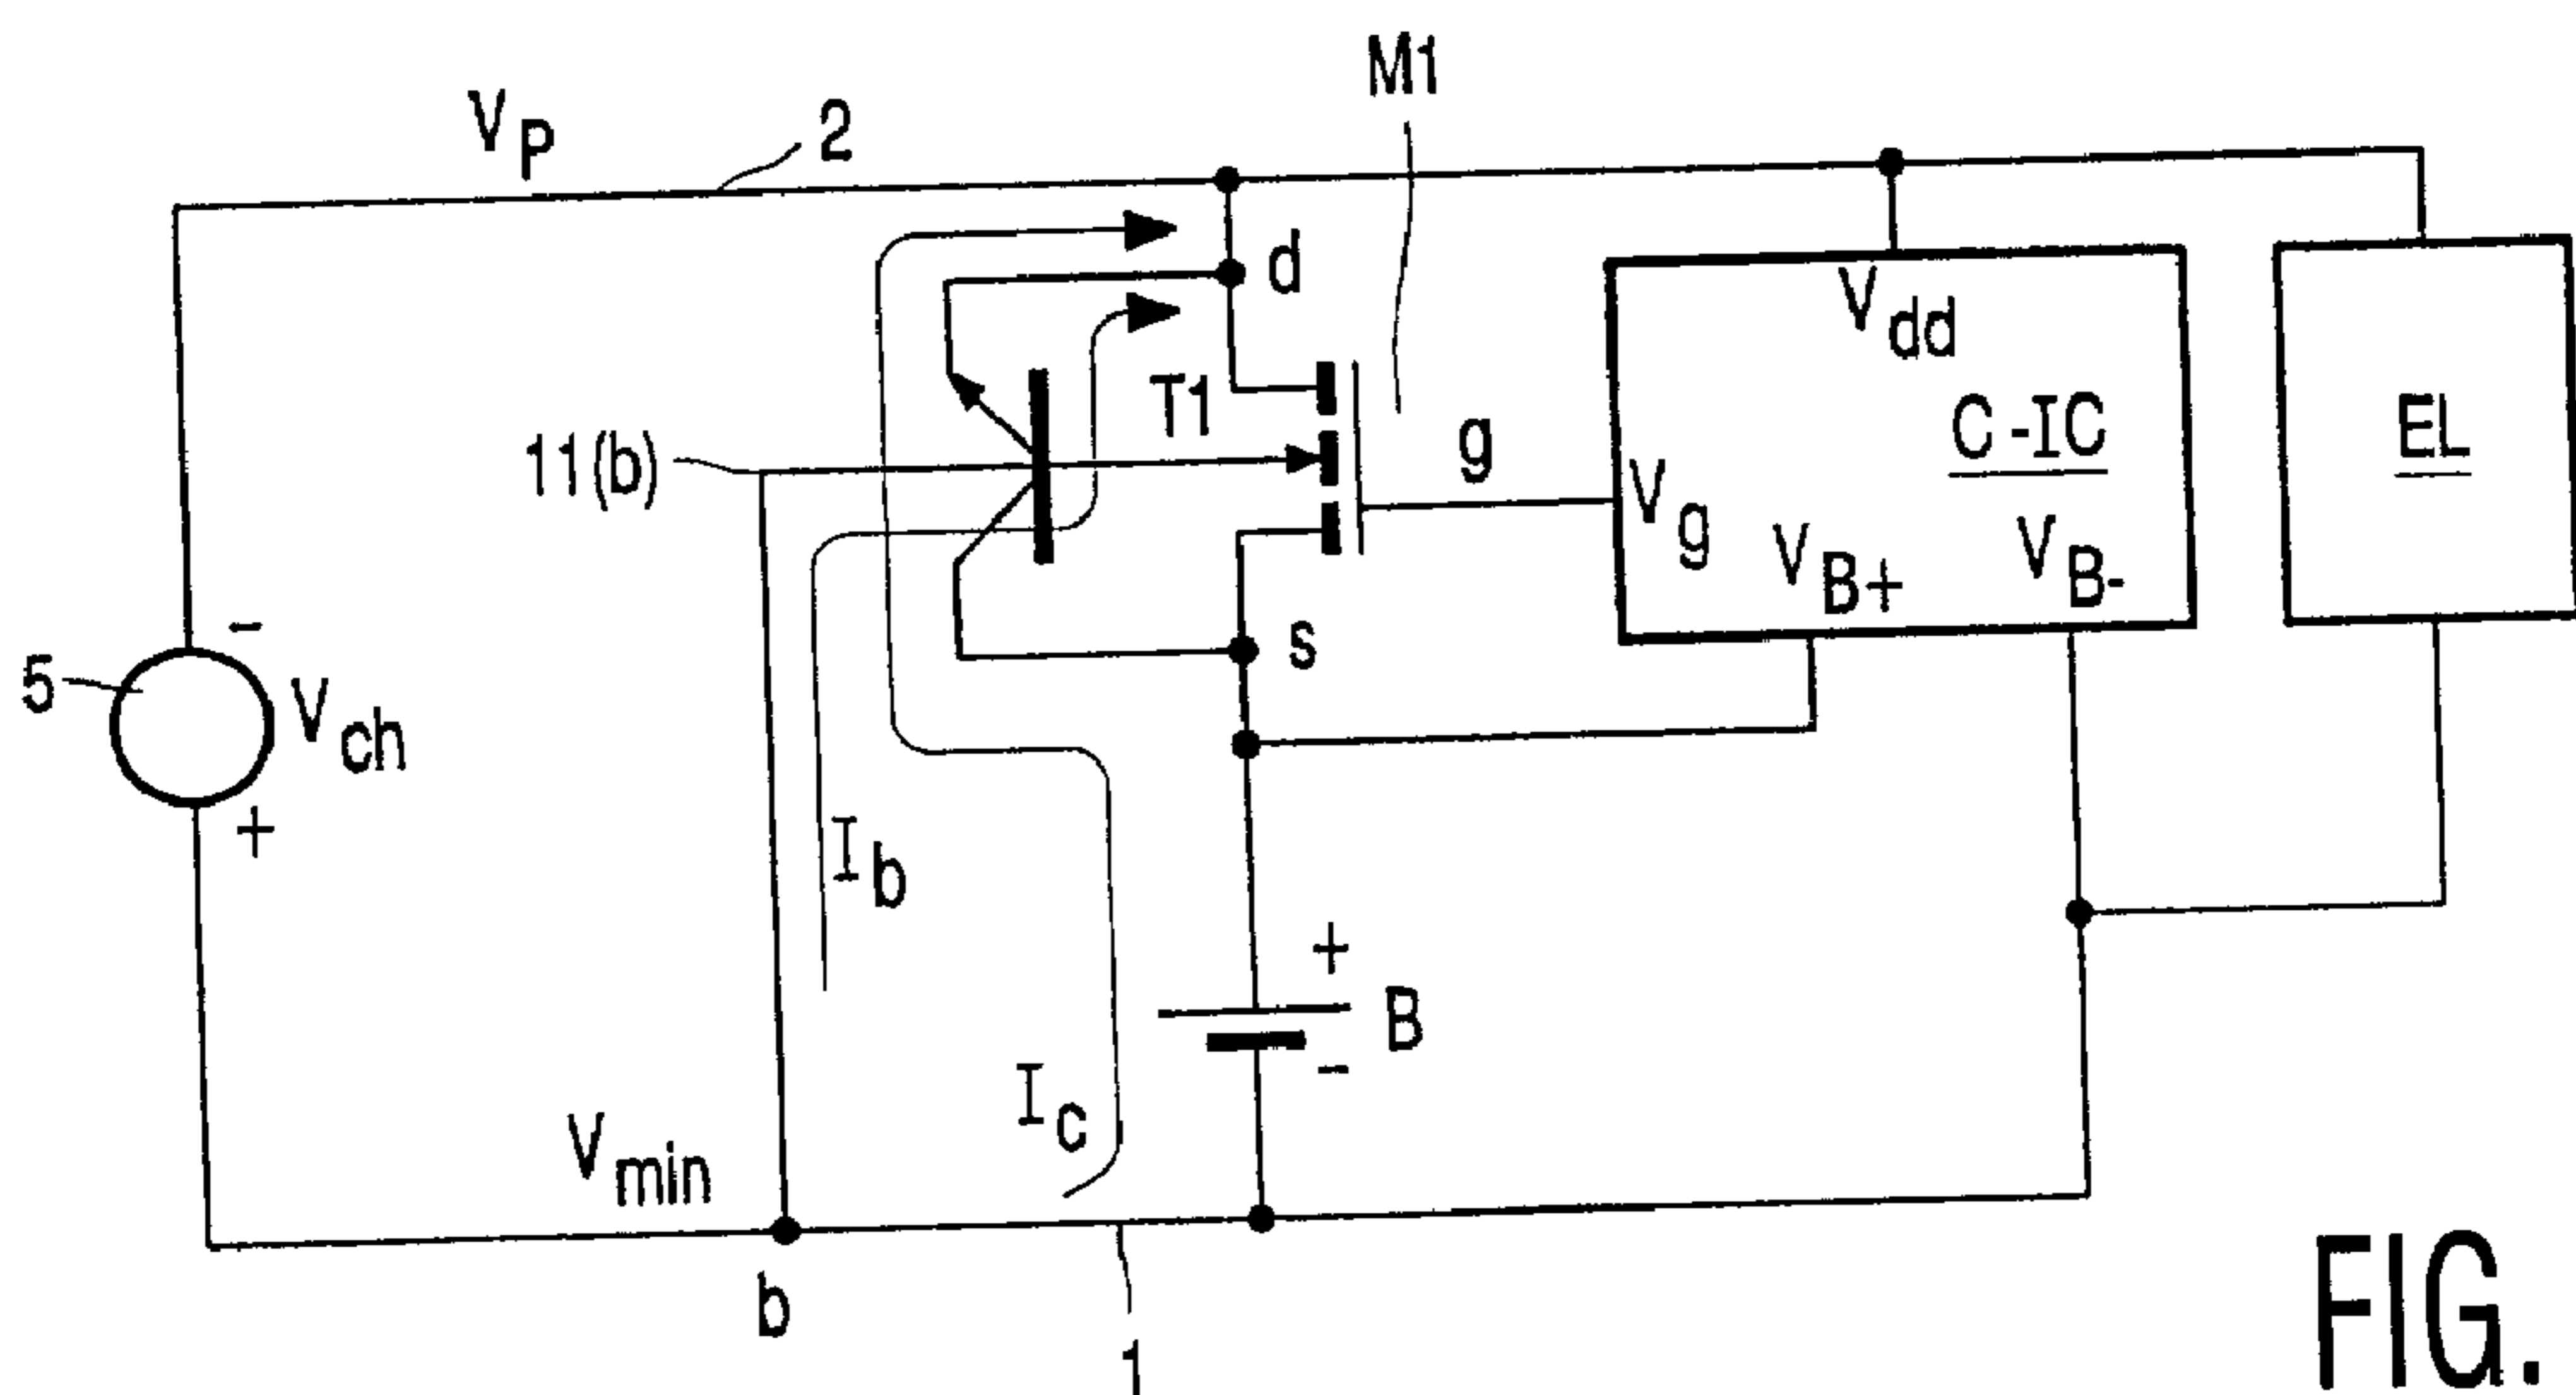 M1
V_P
2
d
V_dd
T1
C-IC
EL
11(b)
g
V_g
V_B+
V_B-
s
-
5
V_ch
+
I_b
+
B
-
I_c
V_min
b
1
FIG.